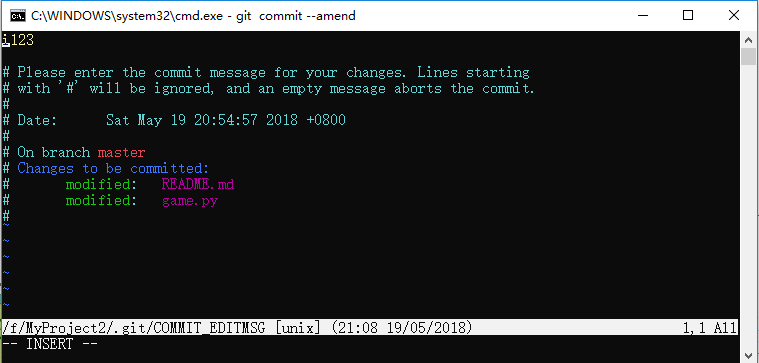 C:\WINDOWS\system32\cmd.exe - git  commit --amend
i123
# Please enter the commit message for your changes. Lines starting
# with '#' will be ignored, and an empty message aborts the commit.
#
# Date:      Sat May 19 20:54:57 2018 +0800
#
# On branch master
# Changes to be committed:
#       modified:   README.md
#       modified:   game.py
#
~
~
~
~
~
~
/f/MyProject2/.git/COMMIT_EDITMSG [unix] (21:08 19/05/2018) 1,1 All
-- INSERT --